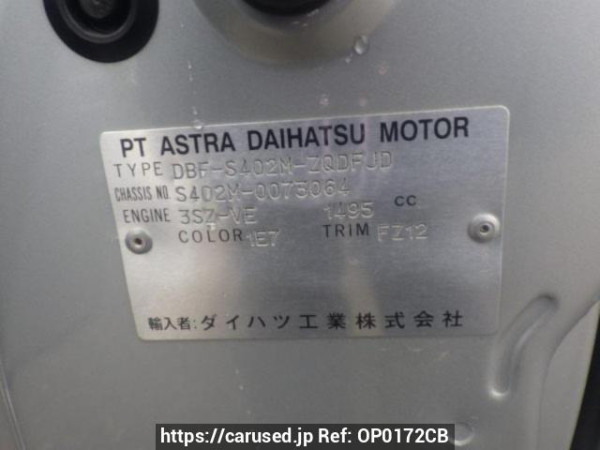 PT ASTRA DAIHATSU MOTOR
TYPE DBF-S402M-ZQDFJD
CHASSIS NO. S402M-0073064
ENGINE 3SZ-VE 1495 CC
COLOR 1E7 TRIM FZ12
輸入者: ダイハツ工業株式会社
https://carused.jp Ref: OP0172CB